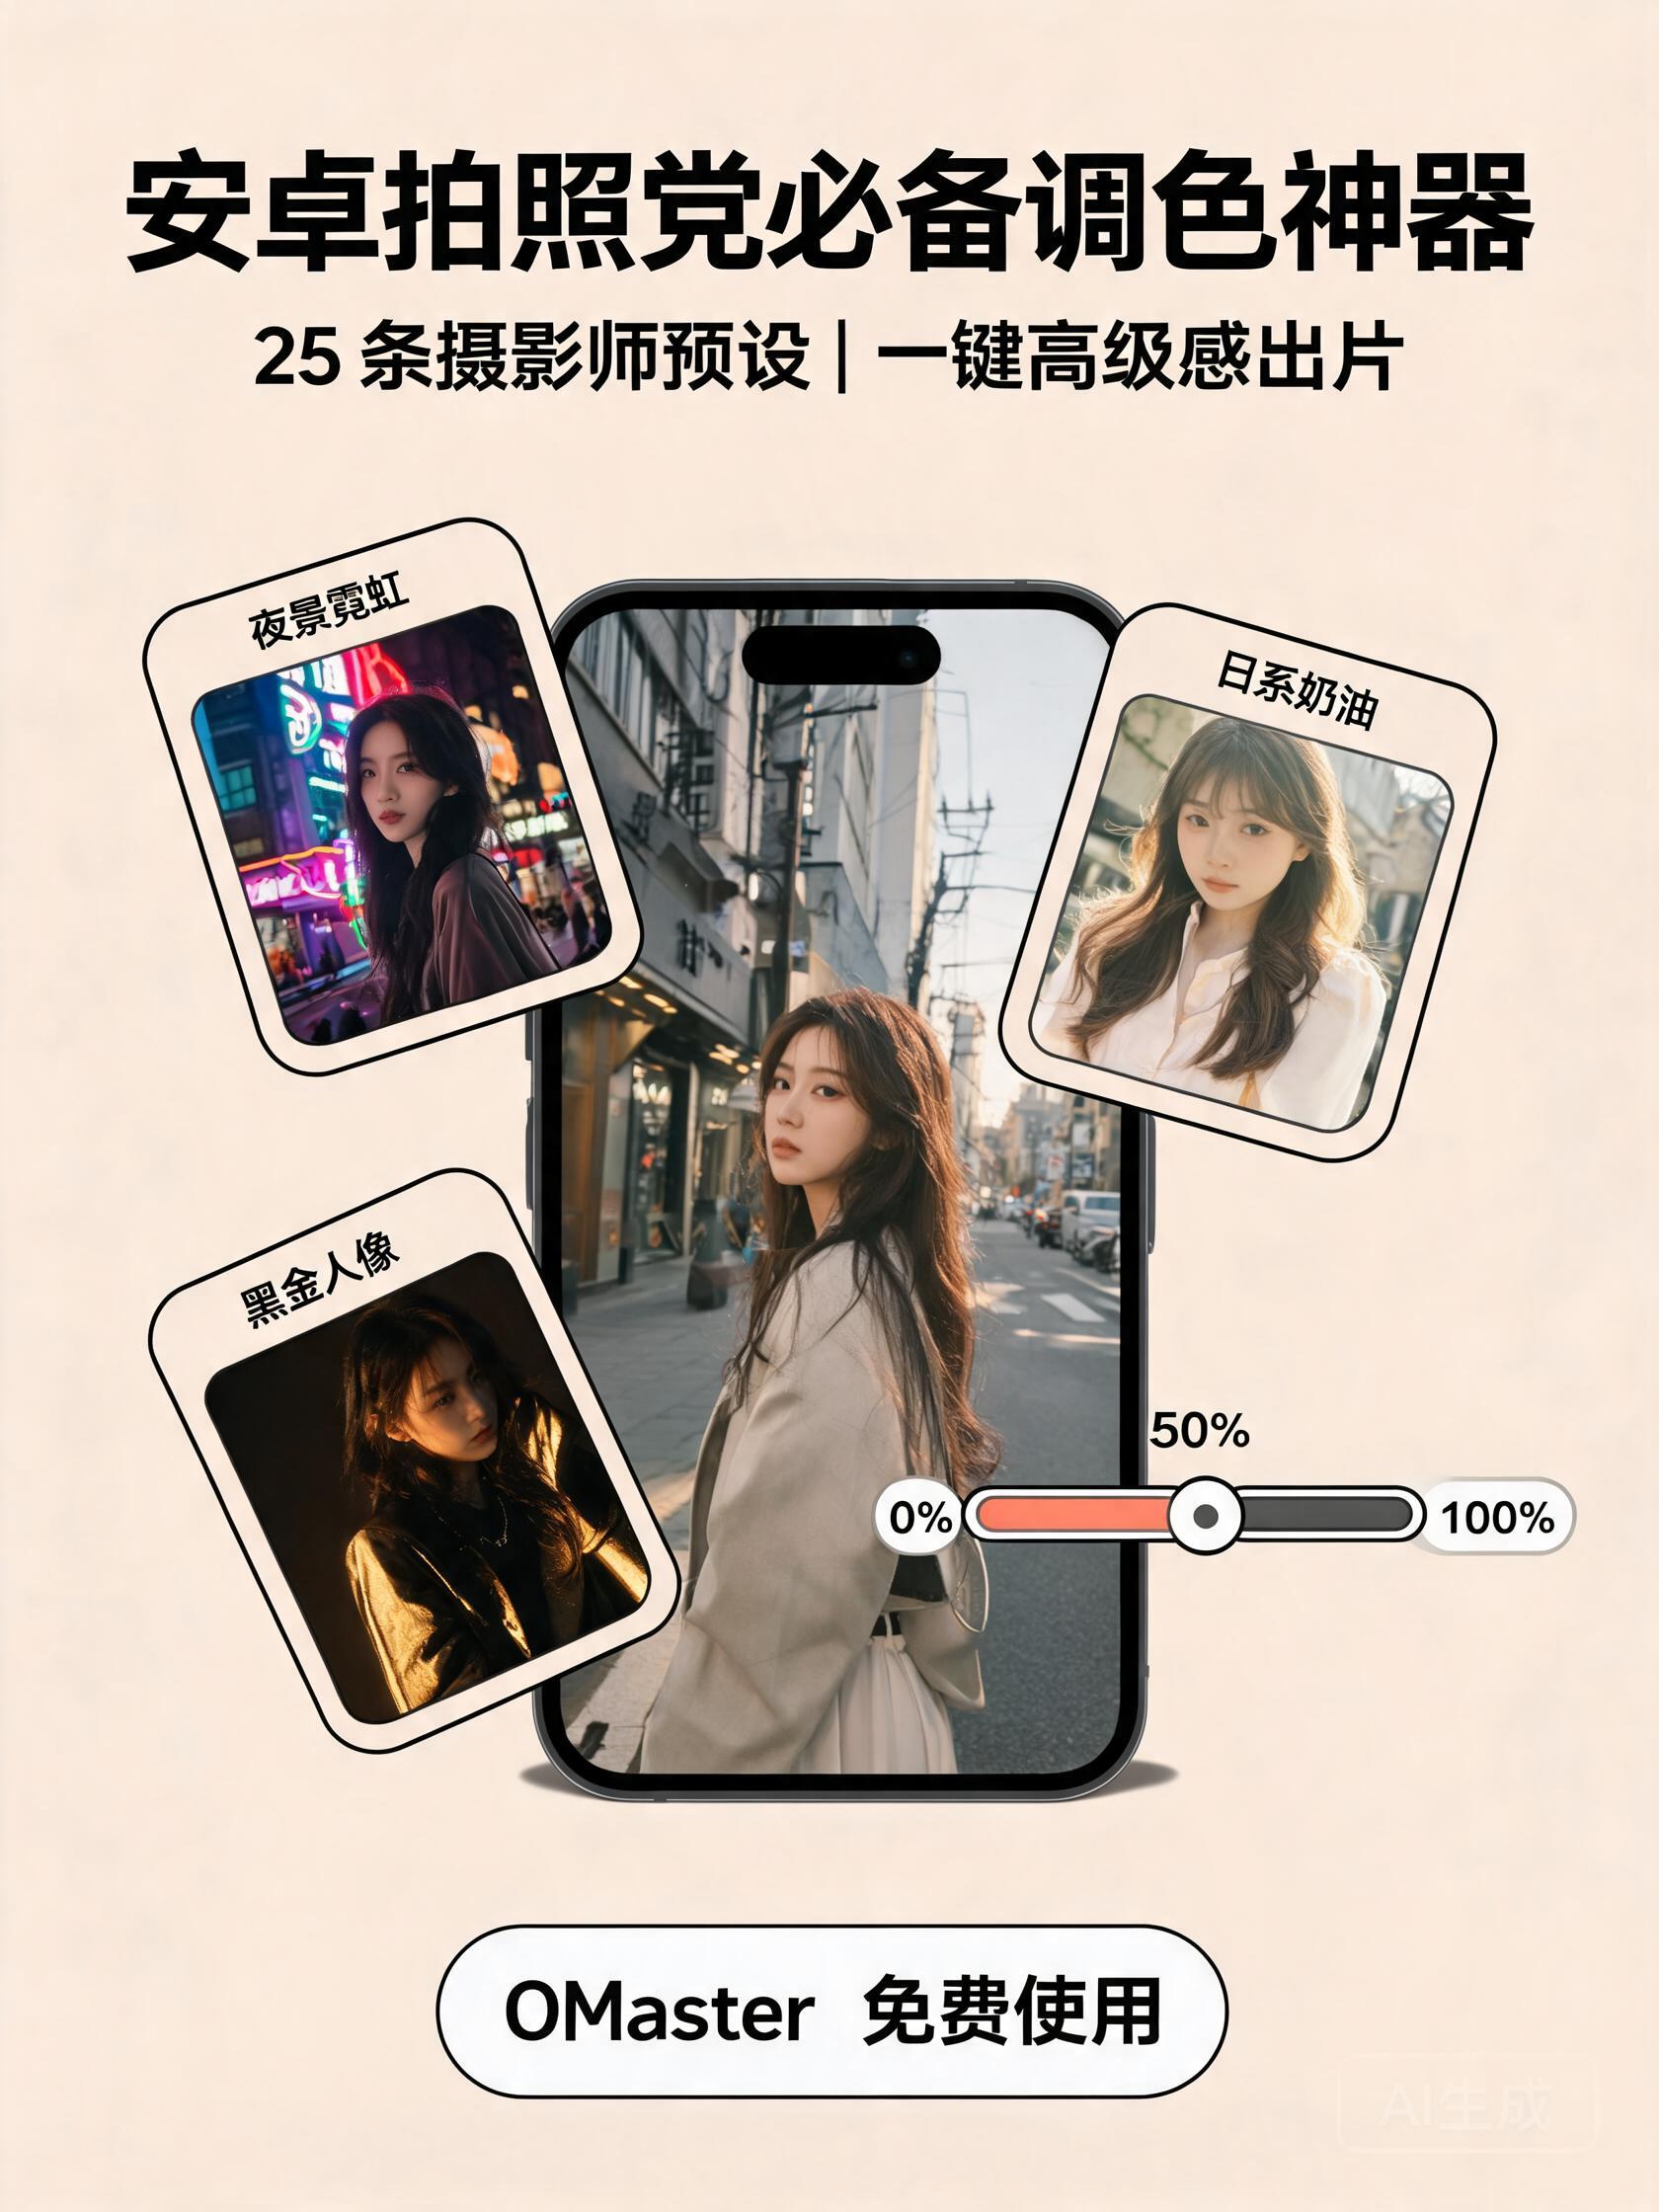 安卓拍照党必备调色神器
25 条摄影师预设 | 一键高级感出片
夜景霓虹
日系奶油
黑金人像
50%
0%
100%
OMaster 免费使用
AI生成